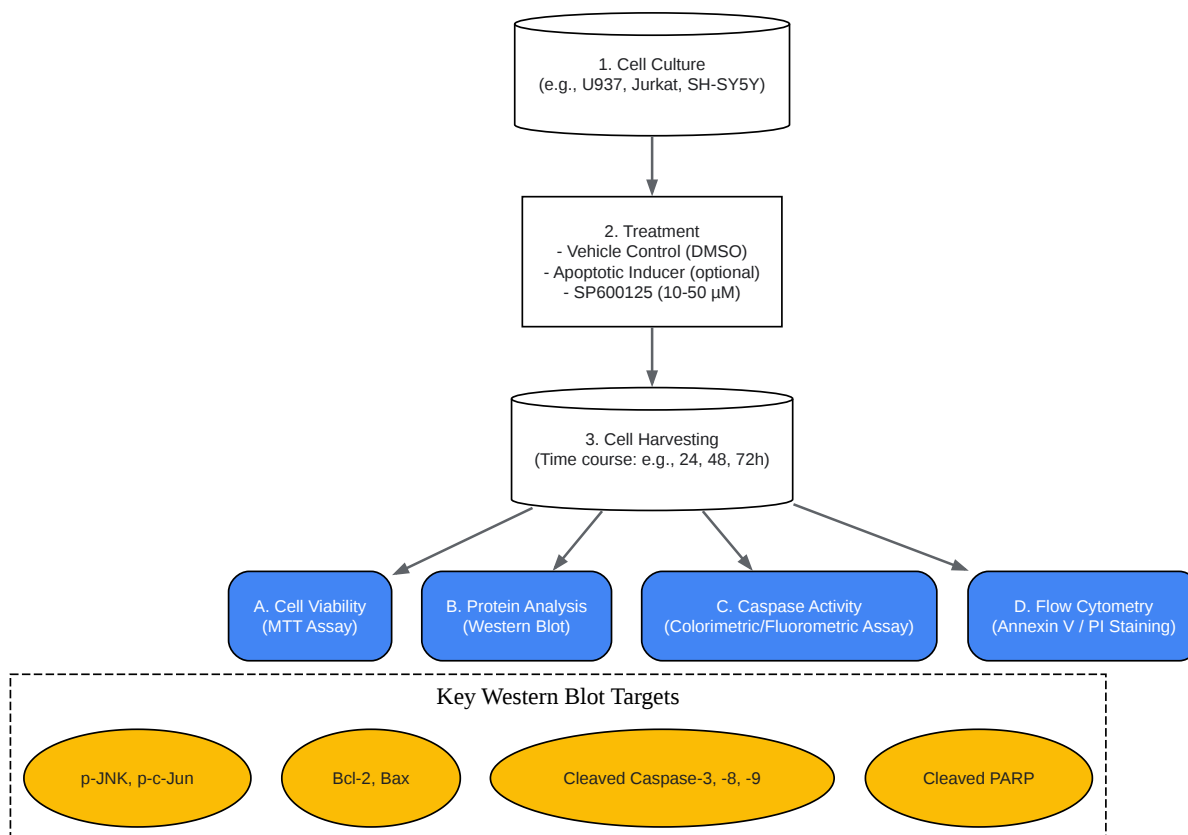 1. Cell Culture
(e.g., U937, Jurkat, SH-SY5Y)
2. Treatment
- Vehicle Control (DMSO)
- Apoptotic Inducer (optional)
- SP600125 (10-50 µM)
3. Cell Harvesting
(Time course: e.g., 24, 48, 72h)
A. Cell Viability
(MTT Assay)
B. Protein Analysis
(Western Blot)
C. Caspase Activity
(Colorimetric/Fluorometric Assay)
D. Flow Cytometry
(Annexin V / PI Staining)
Key Western Blot Targets
p-JNK, p-c-Jun
Bcl-2, Bax
Cleaved Caspase-3, -8, -9
Cleaved PARP